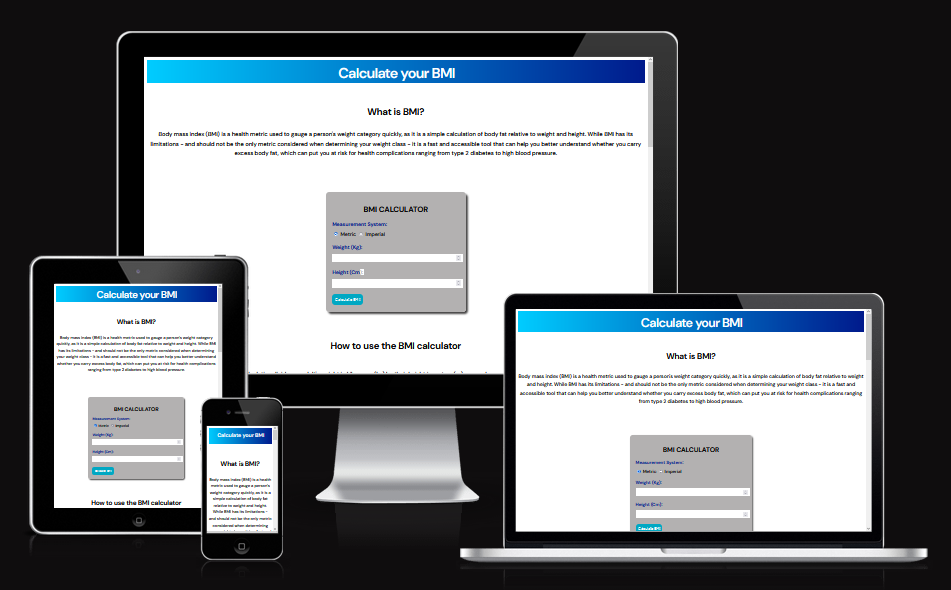 Calculate your BMI
What is BMI?
Body mass index (BMI) is a health metric used to gauge a person's weight category quickly, as it is a simple calculation of body fat relative to weight and height. While BMI has its
limitations - and should not be the only metric considered when determining your weight class - it is a fast and accessible tool that can help you better understand whether you carry
excess body fat, which can put you at risk for health complications ranging from type 2 diabetes to high blood pressure.
BMI CALCULATOR
Measurement System:
Metric Imperial
Weight (Kg):
Height (Cm
Calculate BMI
How to use the BMI calculator
Calculate your BMI
What is BMI?
Body mass index (BMI) is a health metric used to gauge a person's weight category
quickly, as it is a simple calculation of body fat relative to weight and height. While BMI
has its limitations - and should not be the only metric considered when determining
your weight class - it is a fast and accessible tool that can help you better understand
whether you carry excess body fat, which can put you at risk for health complications
ranging from type 2 diabetes to high blood pressure.
BMI CALCULATOR
Measurement System:
Metric Imperial
Weight (Kg):
Height (Cm):
Calculate BMI
How to use the BMI calculator
Calculate your BMI
What is BMI?
Body mass index (BMI) is a health
metric used to gauge a person's
weight category quickly, as it is a
simple calculation of body fat
relative to weight and height.
While BMI has its limitations - and
should not be the only metric
considered when determining
Calculate your BMI
What is BMI?
Body mass index (BMI) is a health metric used to gauge a person's weight category quickly, as it is a simple calculation of body fat relative to weight
and height. While BMI has its limitations - and should not be the only metric considered when determining your weight class - it is a fast and
accessible tool that can help you better understand whether you carry excess body fat, which can put you at risk for health complications ranging
from type 2 diabetes to high blood pressure.
BMI CALCULATOR
Measurement System:
Metric Imperial
Weight (Kg):
Height (Cm):
Calculate BMI